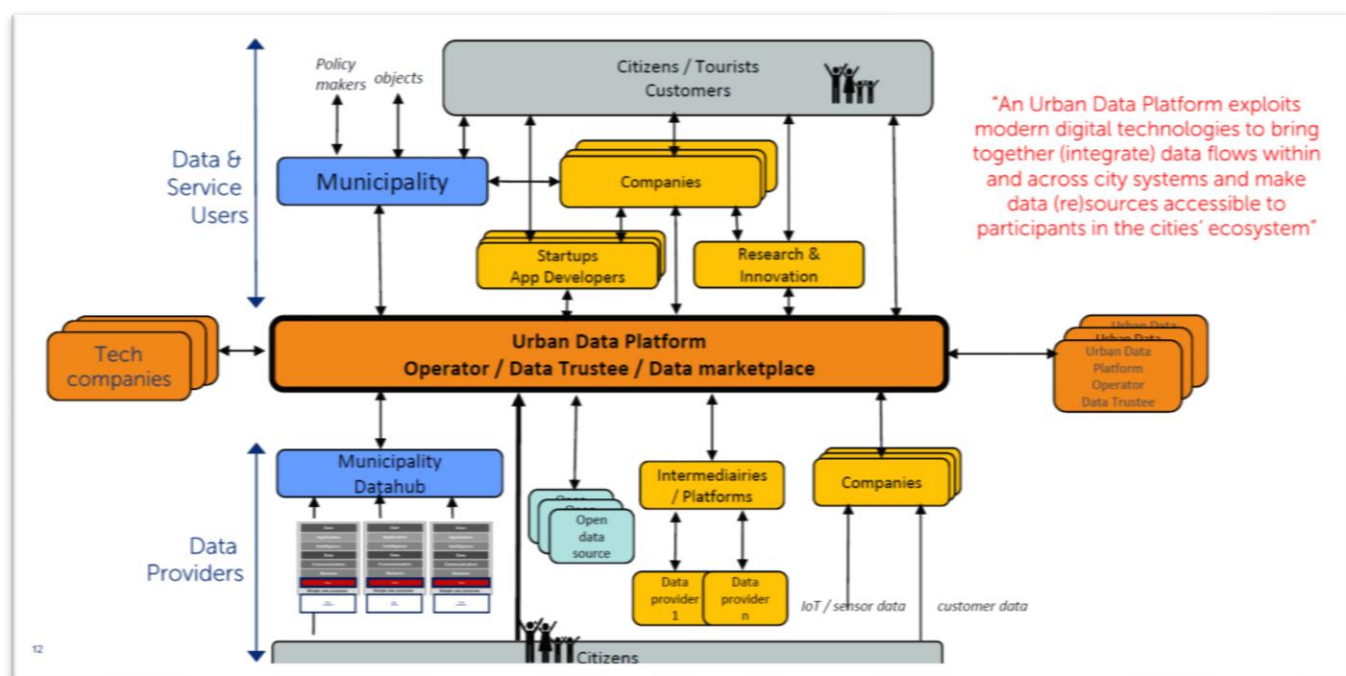 Policy
makers
objects
Citizens / Tourists
Customers
"An Urban Data Platform exploits
modern digital technologies to bring
together (integrate) data flows within
and across city systems and make
data (re)sources accessible to
participants in the cities' ecosystem"
Data &
Service
Users
Municipality
Companies
Startups
App Developers
Research &
Innovation
Tech
companies
Urban Data Platform
Operator / Data Trustee / Data marketplace
Urban Data
Urban Data
Urban Data
Platform
Operator
Data Trustee
Municipality
Datahub
Intermediairies
/ Platforms
Companies
Open
data
source
Data
Providers
Data
provider
1
Data
provider
n
IoT / sensor data
customer data
Citizens
12